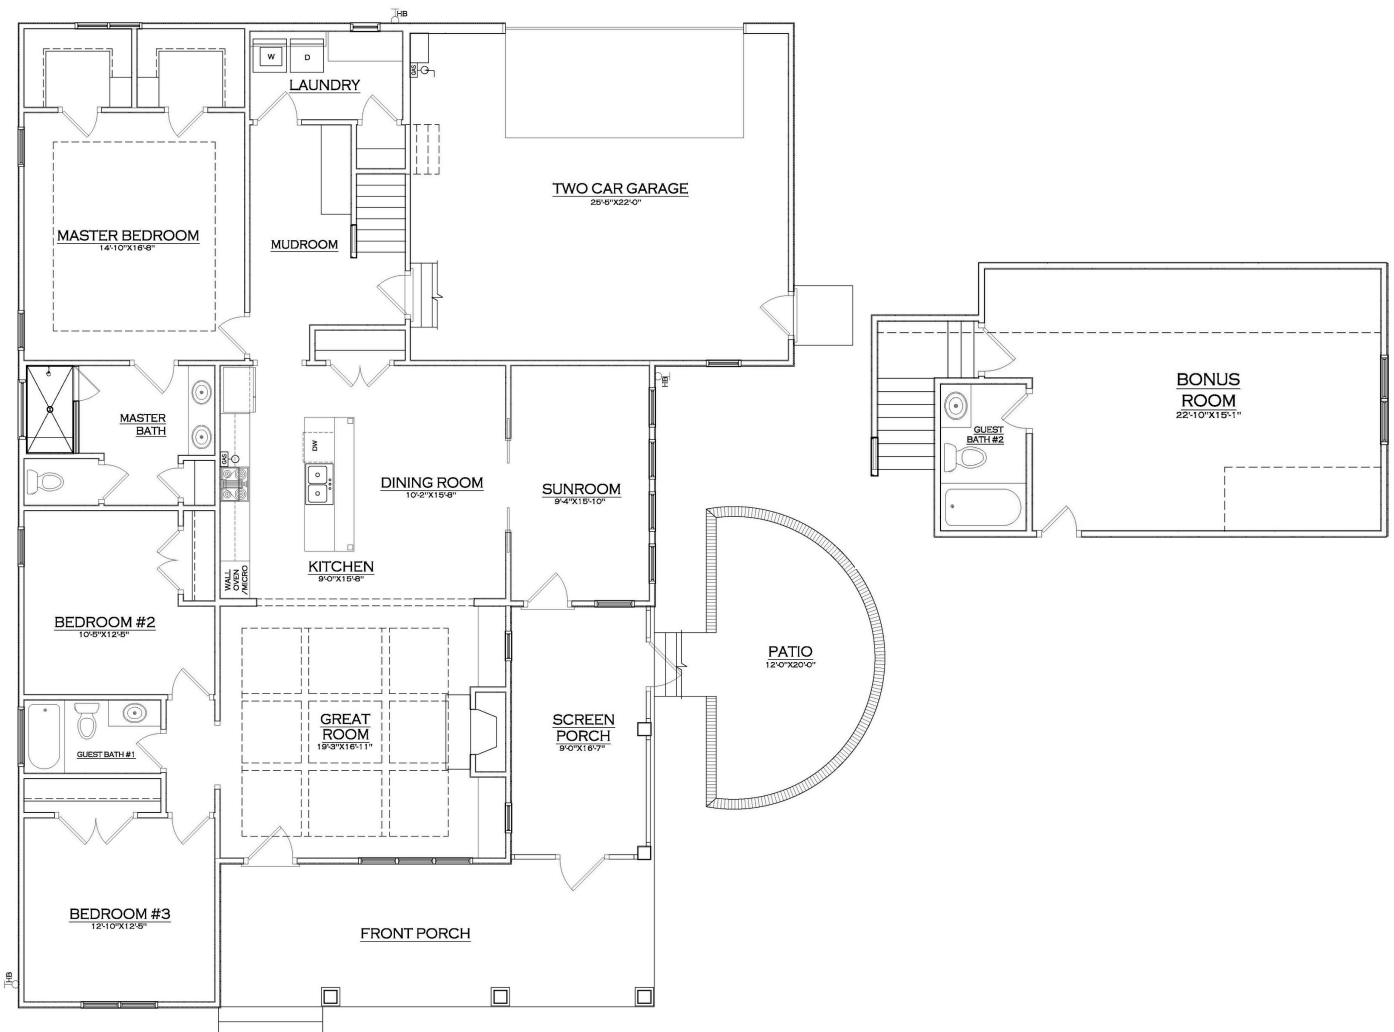 HB
W
D
LAUNDRY
GAS
TWO CAR GARAGE
25'-5"X22'-0"
MASTER BEDROOM
14'-10"X16'-8"
MUDROOM
HB
BONUS
ROOM
22'-10"X15'-1"
GUEST
BATH #2
MASTER
BATH
DW
GAS
DINING ROOM
10'-2"X15'-8"
SUNROOM
9'-4"X15'-10"
KITCHEN
9'-0"X15'-8"
WALL
OVEN
/MICRO
BEDROOM #2
10'-5"X12'-5"
PATIO
12'-0"X20'-0"
GREAT
ROOM
19'-3"X16'-11"
SCREEN
PORCH
9'-0"X16'-7"
GUEST BATH #1
BEDROOM #3
12'-10"X12'-5"
FRONT PORCH
HB